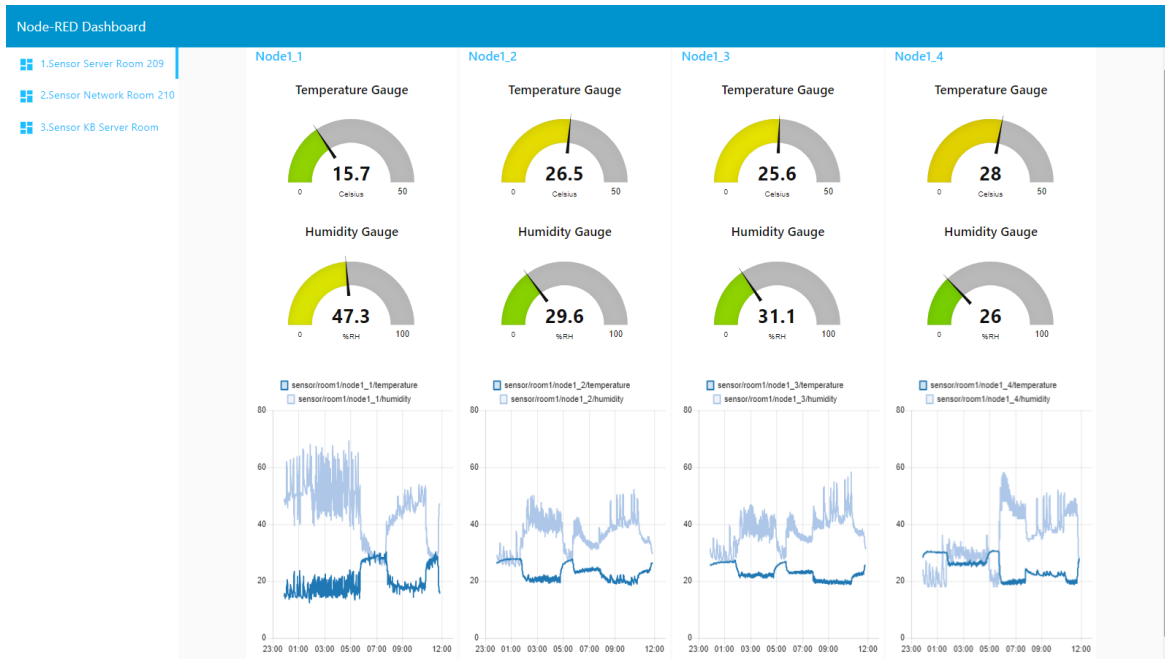 Node-RED Dashboard
1.Sensor Server Room 209
2.Sensor Network Room 210
3.Sensor KB Server Room
Node1_1
Temperature Gauge
15.7
0 Celsius 50
Humidity Gauge
47.3
0 %RH 100
sensor/room1/node1_1/temperature
sensor/room1/node1_1/humidity
80
60
40
20
0
23:00 01:00 03:00 05:00 07:00 09:00 12:00
Node1_2
Temperature Gauge
26.5
0 Celsius 50
Humidity Gauge
29.6
0 %RH 100
sensor/room1/node1_2/temperature
sensor/room1/node1_2/humidity
80
60
40
20
0
23:00 01:00 03:00 05:00 07:00 09:00 12:00
Node1_3
Temperature Gauge
25.6
0 Celsius 50
Humidity Gauge
31.1
0 %RH 100
sensor/room1/node1_3/temperature
sensor/room1/node1_3/humidity
80
60
40
20
0
23:00 01:00 03:00 05:00 07:00 09:00 12:00
Node1_4
Temperature Gauge
28
0 Celsius 50
Humidity Gauge
26
0 %RH 100
sensor/room1/node1_4/temperature
sensor/room1/node1_4/humidity
80
60
40
20
0
23:00 01:00 03:00 05:00 07:00 09:00 12:00